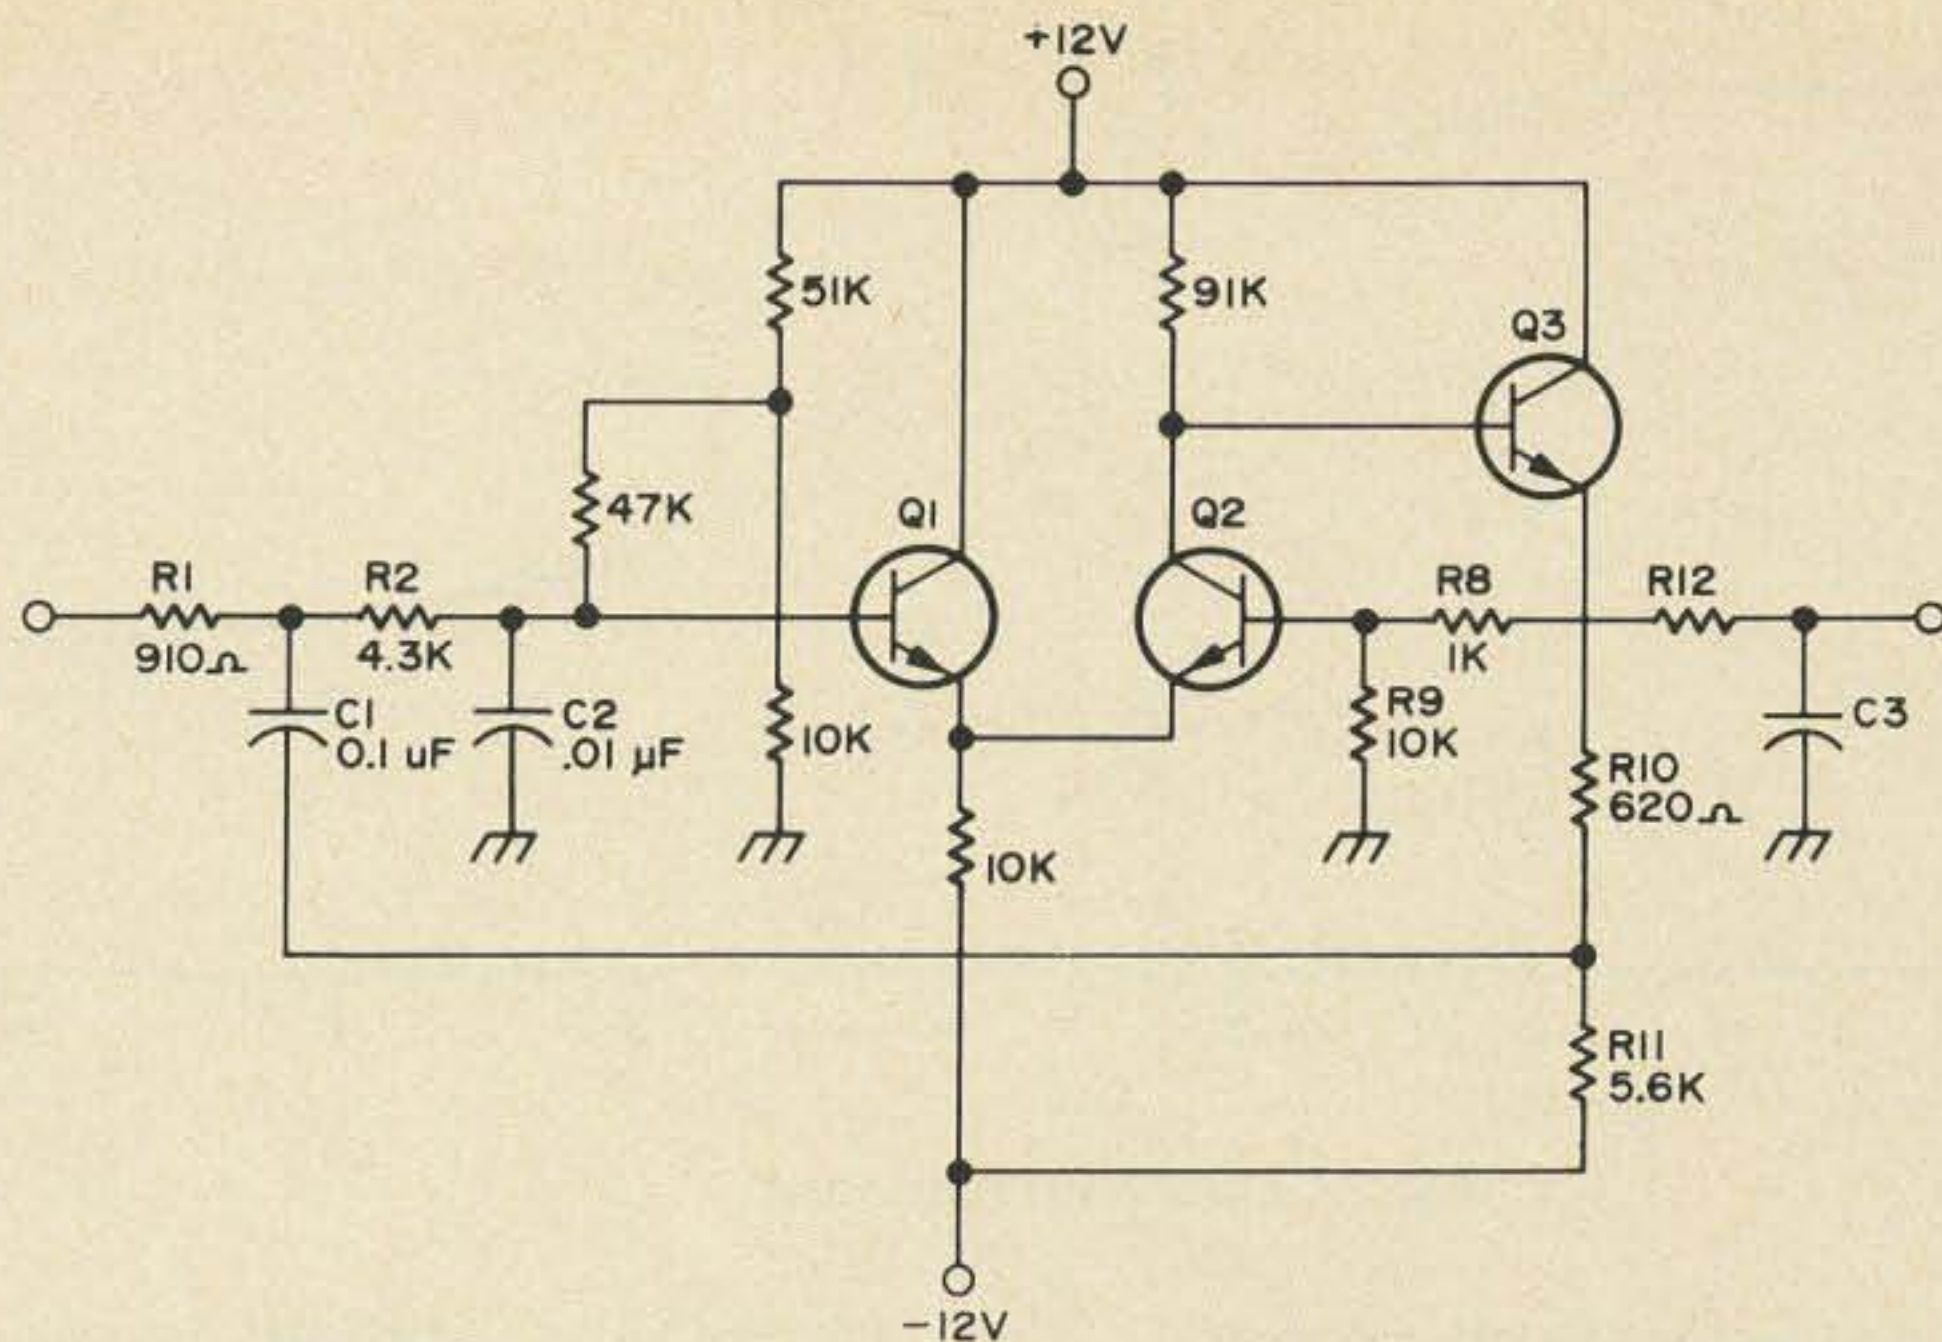 +12V
51K
91K
Q3
47K
Q1
Q2
R1
910Ω
R2
4.3K
R8
1K
R12
C1
0.1 uF
C2
.01 µF
10K
R9
10K
C3
R10
620Ω
10K
R11
5.6K
-12V